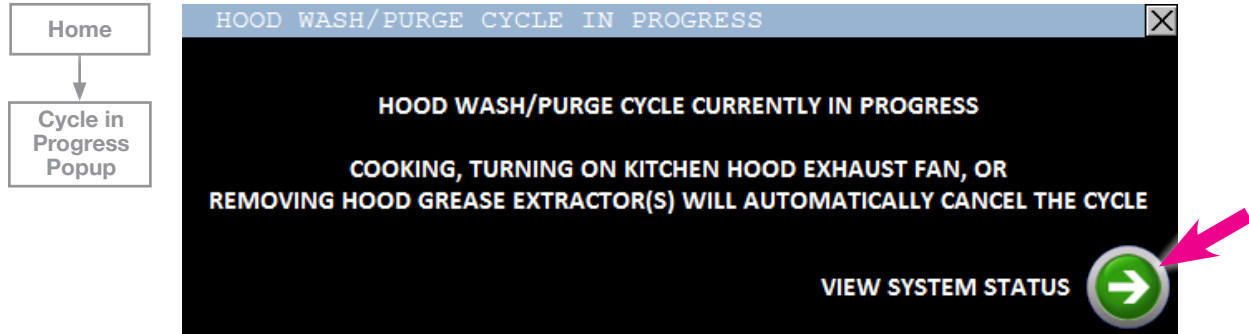 Home
Cycle in
Progress
Popup
HOOD WASH/PURGE CYCLE IN PROGRESS
HOOD WASH/PURGE CYCLE CURRENTLY IN PROGRESS
COOKING, TURNING ON KITCHEN HOOD EXHAUST FAN, OR
REMOVING HOOD GREASE EXTRACTOR(S) WILL AUTOMATICALLY CANCEL THE CYCLE
VIEW SYSTEM STATUS